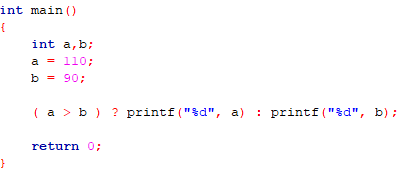 int main()
{
int a,b;
a = 110;
b = 90;
( a > b ) ? printf("%d", a) : printf("%d", b);
return 0;
}